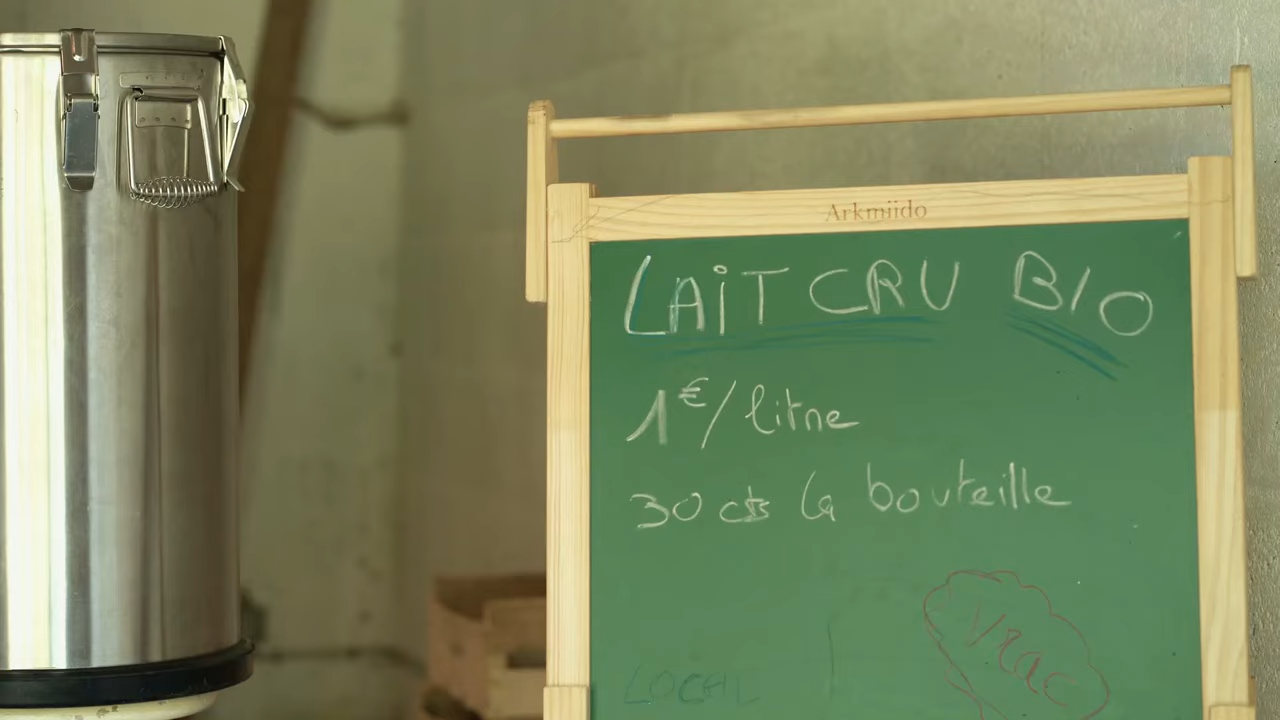 Arkmiido
LAiT CRU BIO
1€/litre
30 cts la bouteille
Vrac
LOCAL